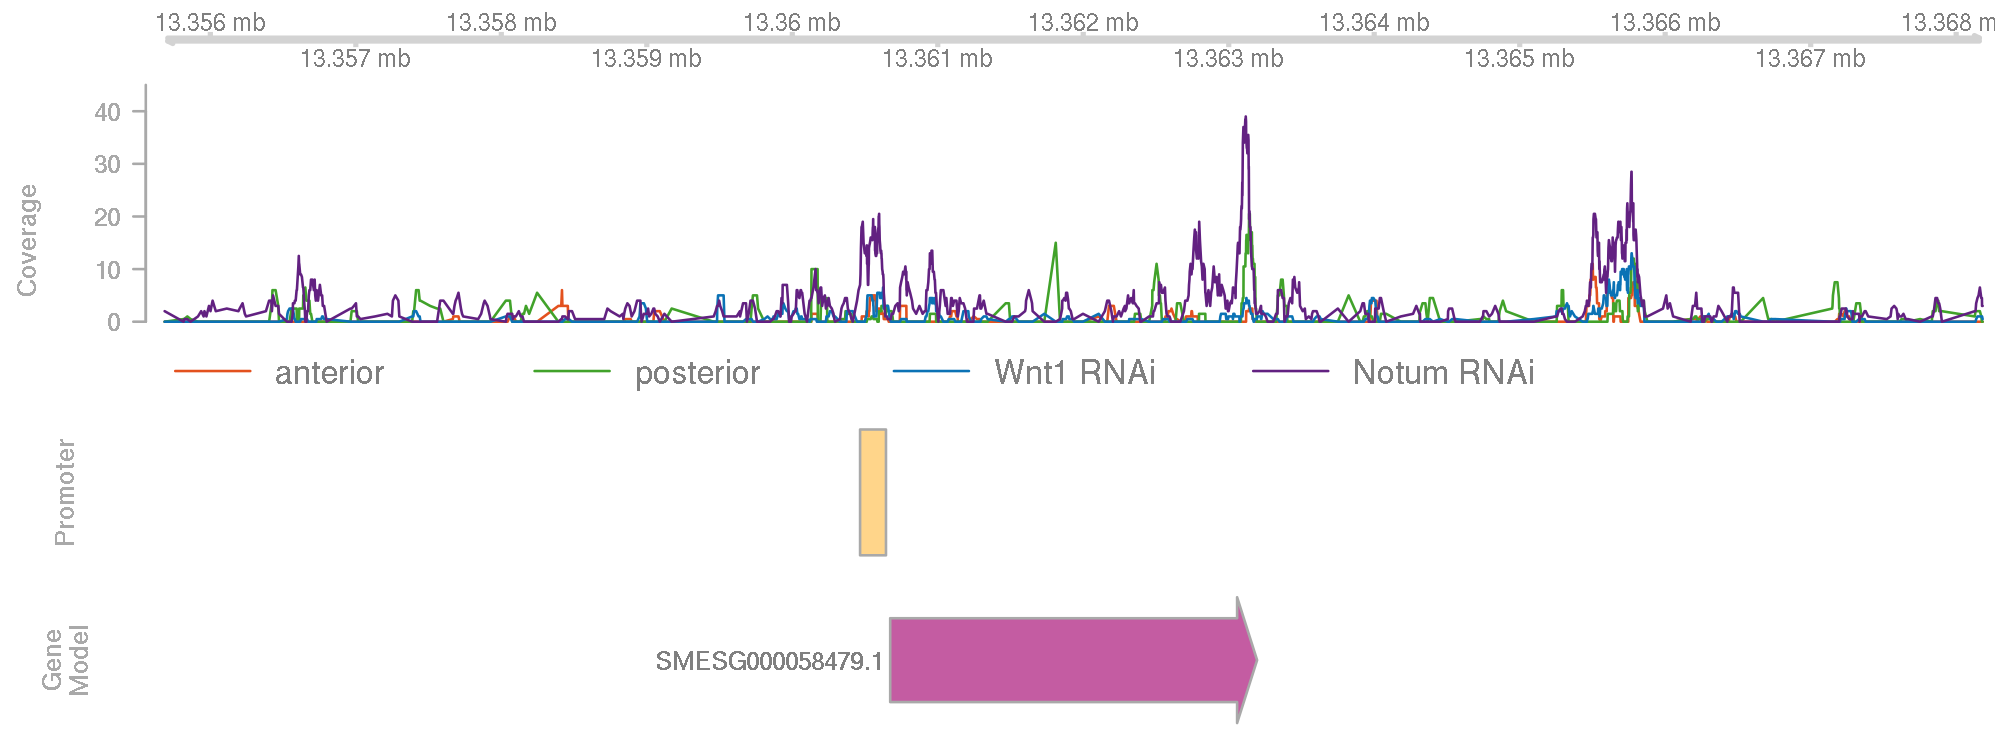 13.356 mb 13.358 mb 13.36 mb 13.362 mb 13.364 mb 13.366 mb 13.368 m
13.357 mb 13.359 mb 13.361 mb 13.363 mb 13.365 mb 13.367 mb
Coverage
40
30
20
10
0
anterior posterior Wnt1 RNAi Notum RNAi
Promoter
Gene
Model
SMESG000058479.1